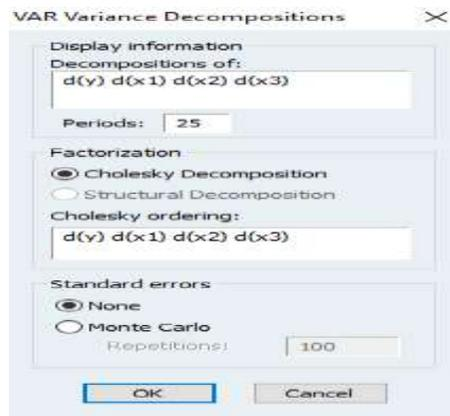 VAR Variance Decompositions
Display information
Decompositions of:
d(y) d(x1) d(x2) d(x3)
Periods: 25
Factorization
Cholesky Decomposition
Structural Decomposition
Cholesky ordering:
d(y) d(x1) d(x2) d(x3)
Standard errors
None
Monte Carlo
Repetitions: 100
OK Cancel